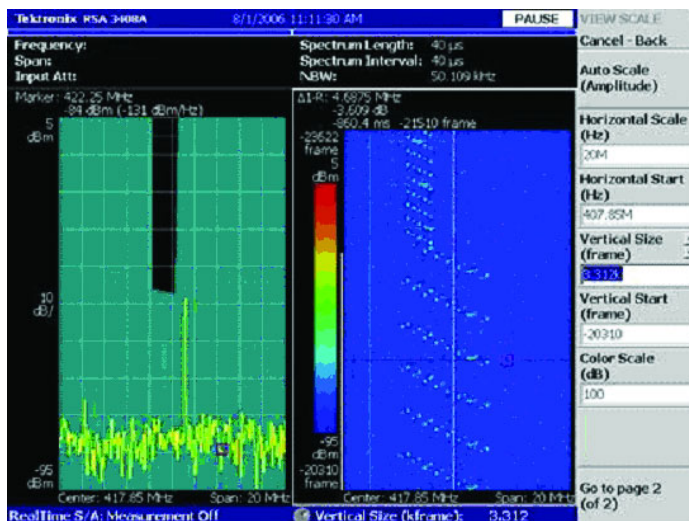 Tektronix RSA 3408A 8/1/2006 11:11:30 AM PAUSE VIEW SCALE
Frequency:
Span:
Input Att:
Spectrum Length: 40 µs
Spectrum Interval: 40 µs
NBW: 50.109 kHz
Cancel - Back
Auto Scale
(Amplitude)
Marker: 422.25 MHz
-84 dBm (-131 dBm/Hz)
Δ1-R: 4.6875 MHz
-3.609 dB
-860.4 ms -21510 frame
5
dBm
10
dB/
-95
dBm
Center: 417.85 MHz Span: 20 MHz
-23622
frame
5
dBm
-95
dBm
-20310
frame
Center: 417.85 MHz Span: 20 MHz
Horizontal Scale
(Hz)
20M
Horizontal Start
(Hz)
407.85M
Vertical Size
(frame)
3.312k
Vertical Start
(frame)
-20310
Color Scale
(dB)
100
Go to page 2
(of 2)
RealTime S/A: Measurement Off Vertical Size (kframe): 3.312